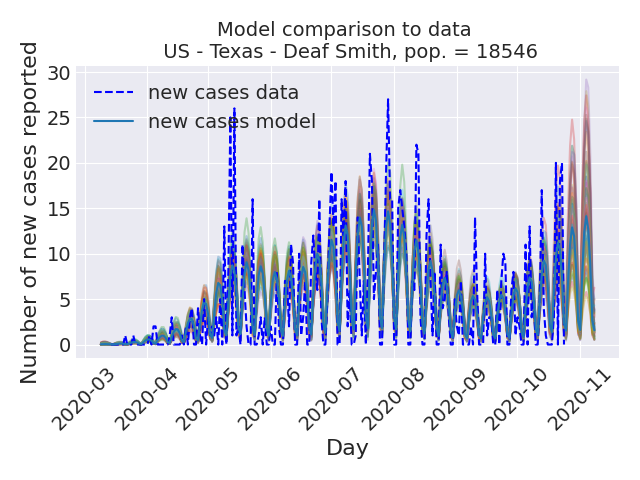 Model comparison to data
US - Texas - Deaf Smith, pop. = 18546
30
25
20
15
10
5
0
Number of new cases reported
new cases data
new cases model
2020-03
2020-04
2020-05
2020-06
2020-07
2020-08
2020-09
2020-10
2020-11
Day